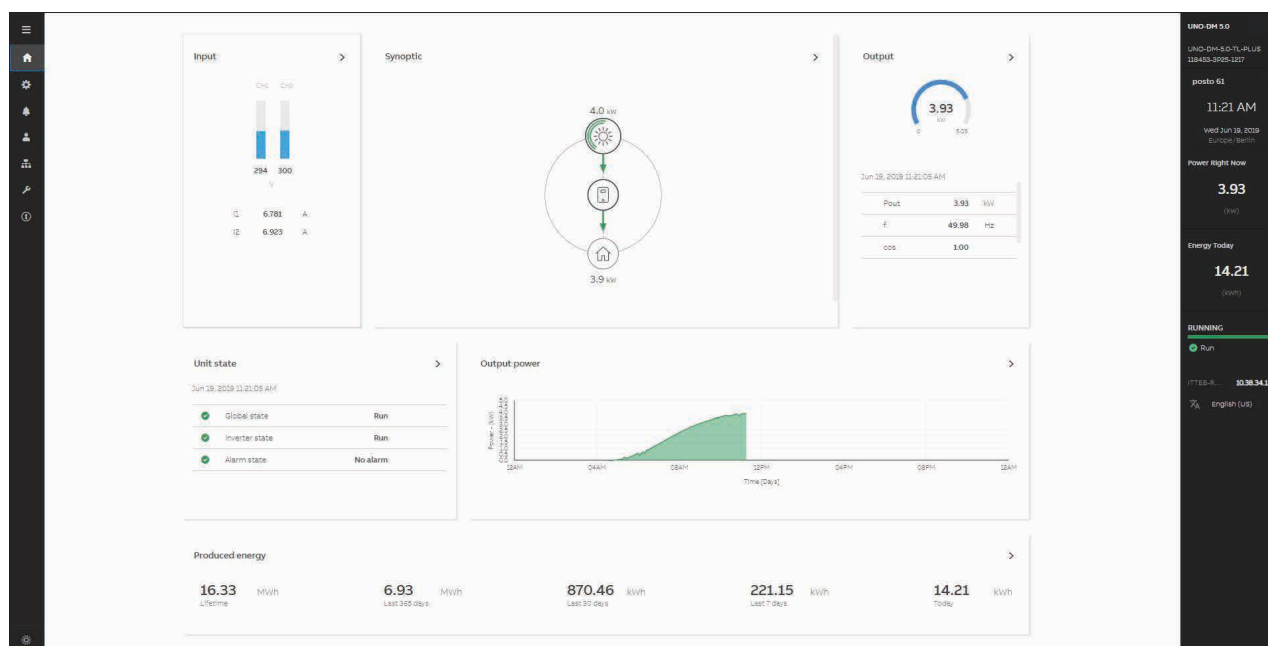 Input
CH1 CH2
294 300
V
I1 6.781 A
I2 6.923 A
Synoptic
4.0 kW
3.9 kW
Output
3.93
kW
0 5.05
Jun 19, 2019 11:21:05 AM
Pout 3.93 kW
f 49.98 Hz
cos 1.00
Unit state
Jun 19, 2019 11:21:05 AM
Global state Run
Inverter state Run
Alarm state No alarm
Output power
Power - (kW)
12AM 04AM 08AM 12PM 04PM 08PM 12AM
Time [Days]
Produced energy
16.33 MWh
Lifetime
6.93 MWh
Last 365 days
870.46 kWh
Last 30 days
221.15 kWh
Last 7 days
14.21 kWh
Today
UNO-DM 5.0
UNO-DM-5.0-TL-PLUS
118453-3P25-1217
posto 61
11:21 AM
Wed Jun 19, 2019
Europe/Berlin
Power Right Now
3.93
(kW)
Energy Today
14.21
(kWh)
RUNNING
Run
ITTEB-R... 10.38.34.1
English (US)